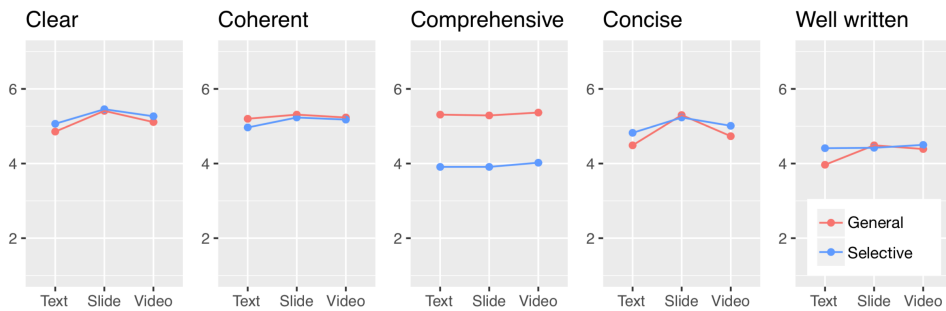 Clear
Coherent
Comprehensive
Concise
Well written
6
4
2
Text Slide Video
6
4
2
Text Slide Video
6
4
2
Text Slide Video
6
4
2
Text Slide Video
6
4
2
General
Selective
Text Slide Video